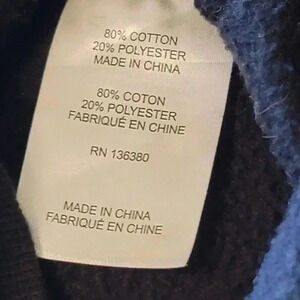 80% COTTON
20% POLYESTER
MADE IN CHINA
80% COTON
20% POLYESTER
FABRIQUÉ EN CHINE
RN 136380
MADE IN CHINA
FABRIQUÉ EN CHINE